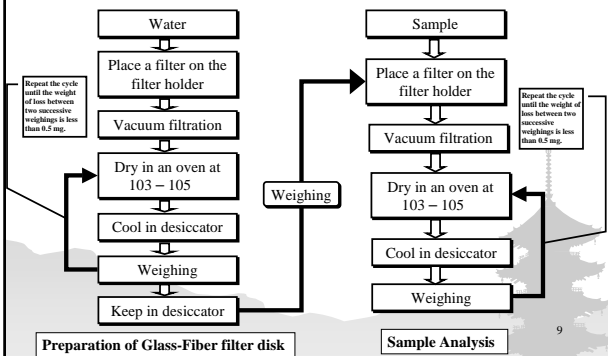 Water
Place a filter on the
filter holder
Repeat the cycle
until the weight
of loss between
two successive
weighings is less
than 0.5 mg.
Vacuum filtration
Dry in an oven at
103 – 105
Cool in desiccator
Weighing
Keep in desiccator
Preparation of Glass-Fiber filter disk
Weighing
Sample
Place a filter on the
filter holder
Repeat the cycle
until the weight of
loss between two
successive
weighings is less
than 0.5 mg.
Vacuum filtration
Dry in an oven at
103 – 105
Cool in desiccator
Weighing
Sample Analysis
9